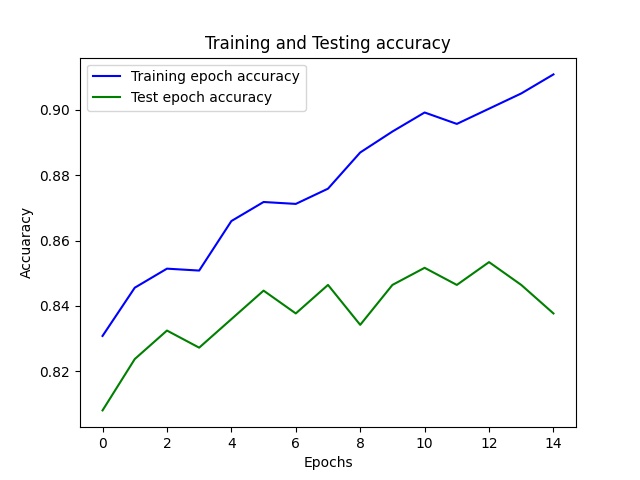 Training and Testing accuracy
Training epoch accuracy
Test epoch accuracy
Accuaracy
0.90
0.88
0.86
0.84
0.82
0 2 4 6 8 10 12 14
Epochs